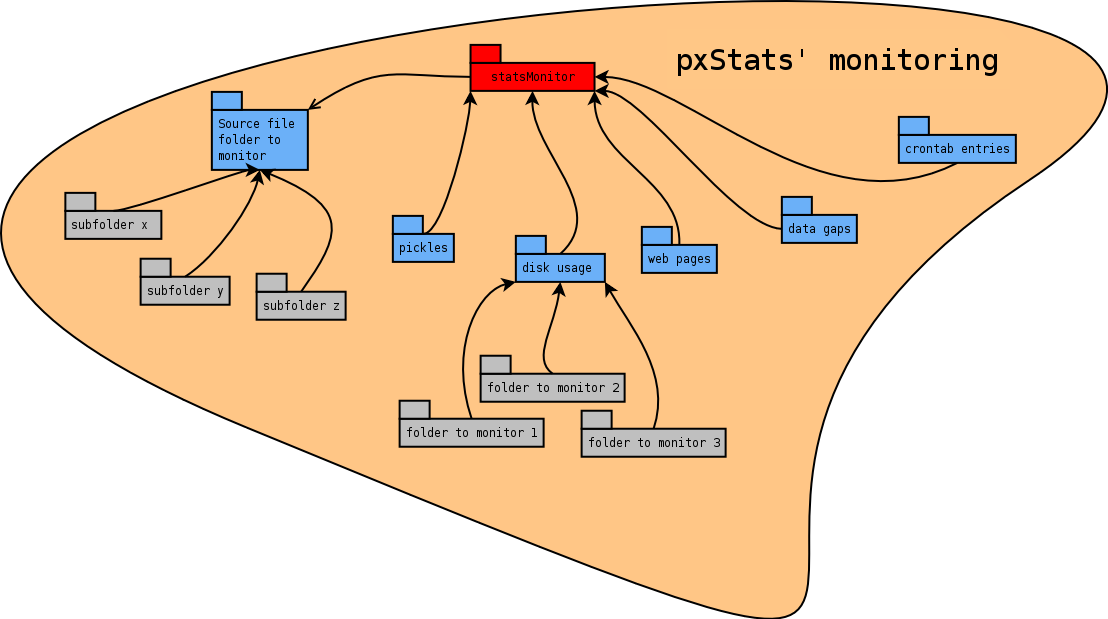 pxStats' monitoring
statsMonitor
Source file
folder to
monitor
crontab entries
subfolder x
data gaps
pickles
web pages
disk usage
subfolder y
subfolder z
folder to monitor 2
folder to monitor 1
folder to monitor 3